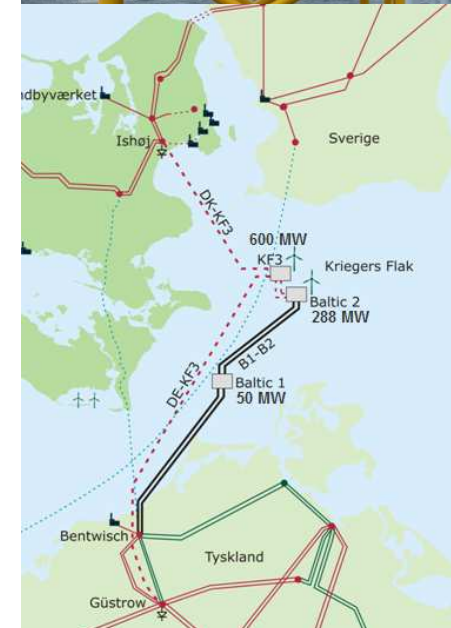 ndbyværket
Ishøj
Sverige
DK-KF3
600 MW
KF3
Kriegers Flak
Baltic 2
288 MW
B1-B2
DE-KF3
Baltic 1
50 MW
Bentwisch
Tyskland
Güstrow